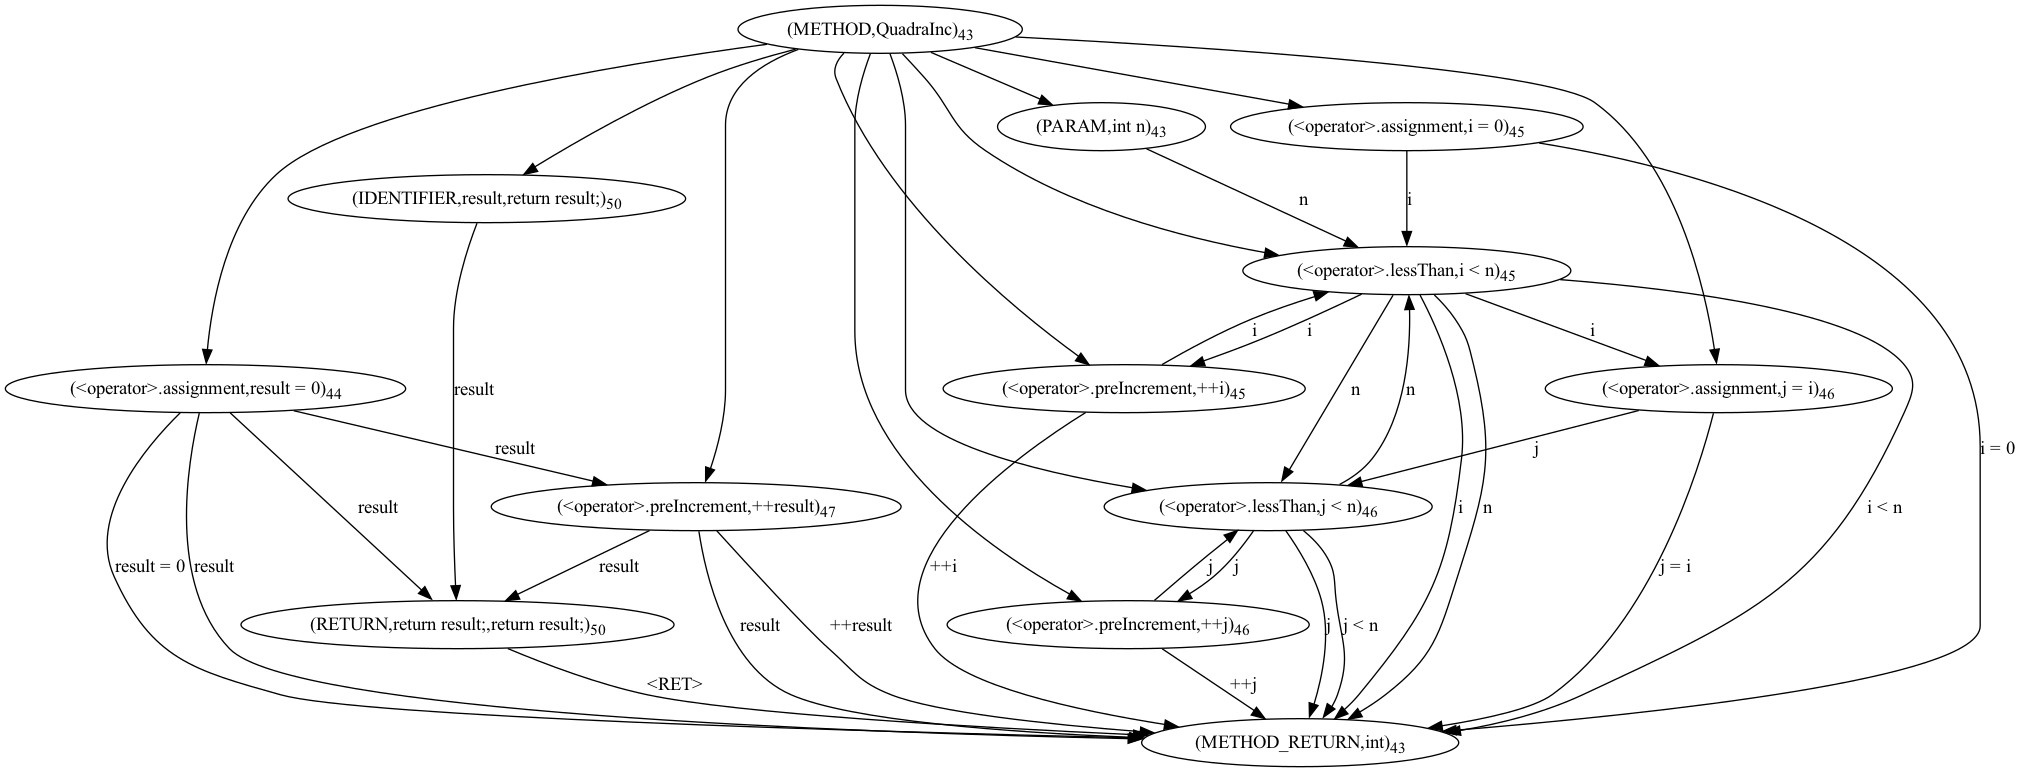 (METHOD,QuadraInc)43
(PARAM,int n)43
(<operator>.assignment,i = 0)45
(IDENTIFIER,result,return result;)50
n
i
(<operator>.lessThan,i < n)45
i
i
i
(<operator>.assignment,result = 0)44
result
(<operator>.preIncrement,++i)45
n
n
(<operator>.assignment,j = i)46
result
j
i = 0
result
(<operator>.preIncrement,++result)47
(<operator>.lessThan,j < n)46
i
n
i < n
result = 0
result
result
++i
j
j
j = i
(RETURN,return result;,return result;)50
result
++result
(<operator>.preIncrement,++j)46
j
j < n
<RET>
++j
(METHOD_RETURN,int)43